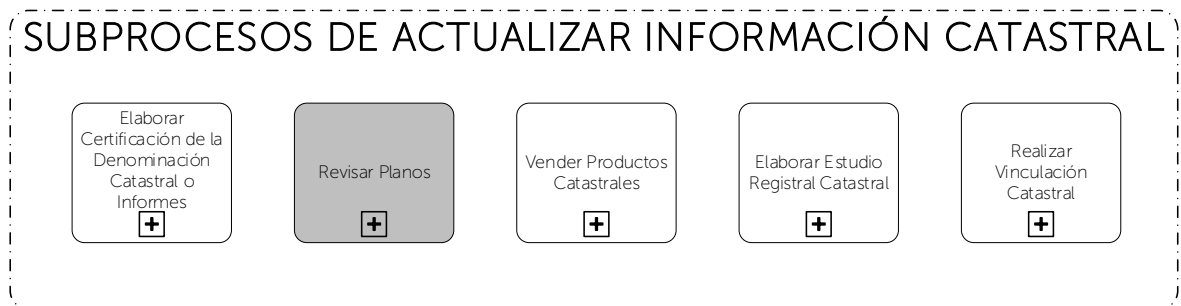 SUBPROCESOS DE ACTUALIZAR INFORMACIÓN CATASTRAL
Elaborar
Certificación de la
Denominación
Catastral o
Informes
Revisar Planos
Vender Productos
Catastrales
Elaborar Estudio
Registral Catastral
Realizar
Vinculación
Catastral